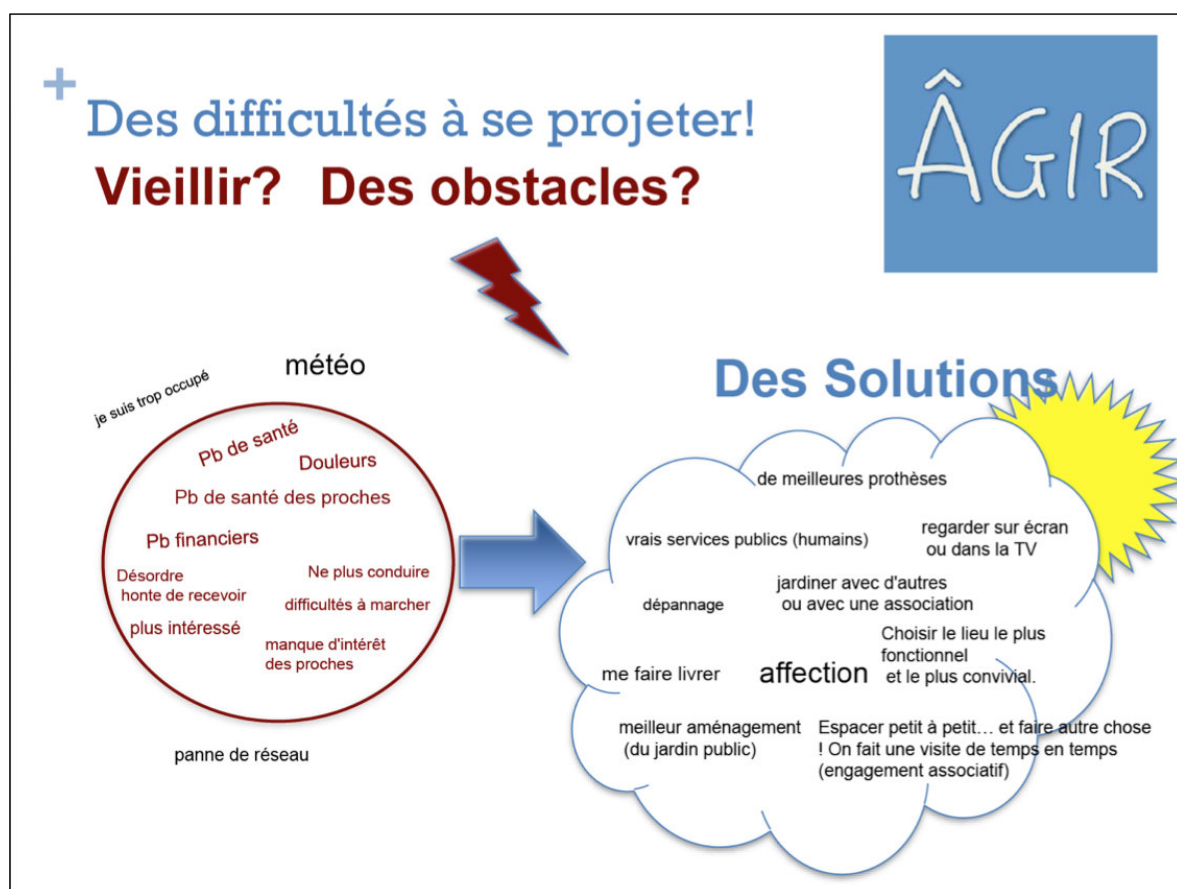 +
Des difficultés à se projeter!
Vieillir? Des obstacles?
ÂGIR
je suis trop occupé
météo
Pb de santé
Douleurs
Pb de santé des proches
Pb financiers
Désordre
honte de recevoir
plus intéressé
Ne plus conduire
difficultés à marcher
manque d'intérêt
des proches
panne de réseau
Des Solutions
de meilleures prothèses
vrais services publics (humains)
regarder sur écran
ou dans la TV
dépannage
jardiner avec d'autres
ou avec une association
me faire livrer
affection
Choisir le lieu le plus
fonctionnel
et le plus convivial.
meilleur aménagement
(du jardin public)
Espacer petit à petit... et faire autre chose
! On fait une visite de temps en temps
(engagement associatif)